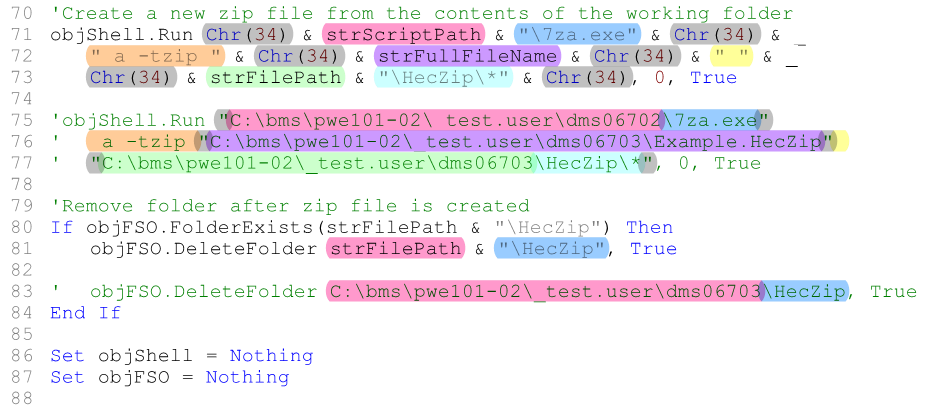 70 'Create a new zip file from the contents of the working folder
71 objShell.Run Chr(34) & strScriptPath & "\7za.exe" & Chr(34) & _
72    " a -tzip " & Chr(34) & strFullFileName & Chr(34) & " " & _
73    Chr(34) & strFilePath & "\HecZip\*" & Chr(34), 0, True
74
75 'objShell.Run "C:\bms\pwe101-02\_test.user\dms06702\7za.exe"
76 '    a -tzip "C:\bms\pwe101-02\_test.user\dms06703\Example.HecZip"
77 '   "C:\bms\pwe101-02\_test.user\dms06703\HecZip\*", 0, True
78
79 'Remove folder after zip file is created
80 If objFSO.FolderExists(strFilePath & "\HecZip") Then
81    objFSO.DeleteFolder strFilePath & "\HecZip", True
82
83 '   objFSO.DeleteFolder C:\bms\pwe101-02\_test.user\dms06703\HecZip, True
84 End If
85
86 Set objShell = Nothing
87 Set objFSO = Nothing
88